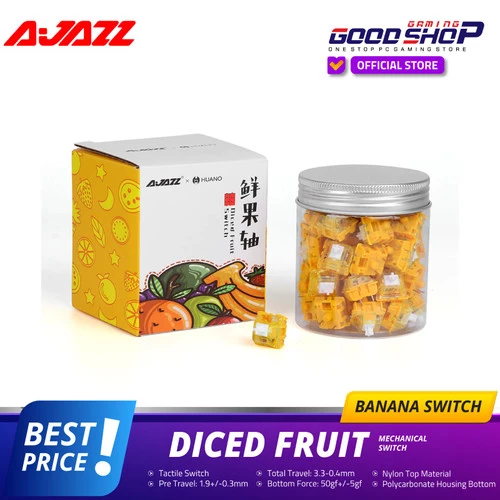 AJAZZ
GAMING
GOODSHOP
ONE STOP PC GAMING STORE
OFFICIAL STORE
AJAZZ × HUANO
鲜果轴
Diced Fruit
Switch
BANANA SWITCH
BEST
PRICE!
DICED FRUIT
MECHANICAL
SWITCH
• Tactile Switch
• Total Travel: 3.3-0.4mm
• Nylon Top Material
• Pre Travel: 1.9+/-0.3mm
• Bottom Force: 50gf+/-5gf
• Polycarbonate Housing Bottom